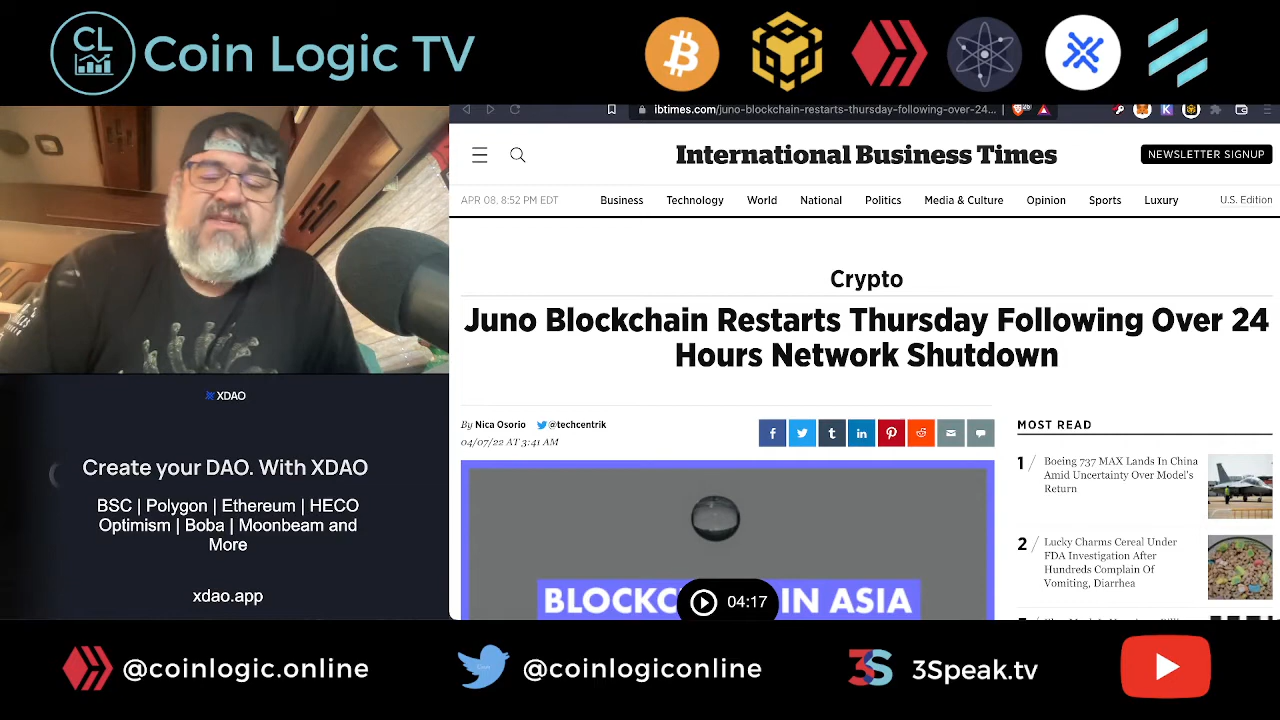 CL
Coin Logic TV
ibtimes.com/juno-blockchain-restarts-thursday-following-over-24...
International Business Times
NEWSLETTER SIGNUP
APR 08, 8:52 PM EDT
Business
Technology
World
National
Politics
Media & Culture
Opinion
Sports
Luxury
U.S. Edition
Crypto
Juno Blockchain Restarts Thursday Following Over 24
Hours Network Shutdown
By Nica Osorio @techcentrik
04/07/22 AT 3:41 AM
MOST READ
1 / Boeing 737 MAX Lands In China
Amid Uncertainty Over Model's
Return
2 / Lucky Charms Cereal Under
FDA Investigation After
Hundreds Complain Of
Vomiting, Diarrhea
04:17
IN ASIA
XDAO
Create your DAO. With XDAO
BSC | Polygon | Ethereum | HECO
Optimism | Boba | Moonbeam and
More
xdao.app
@coinlogic.online
@coinlogiconline
3S
3Speak.tv